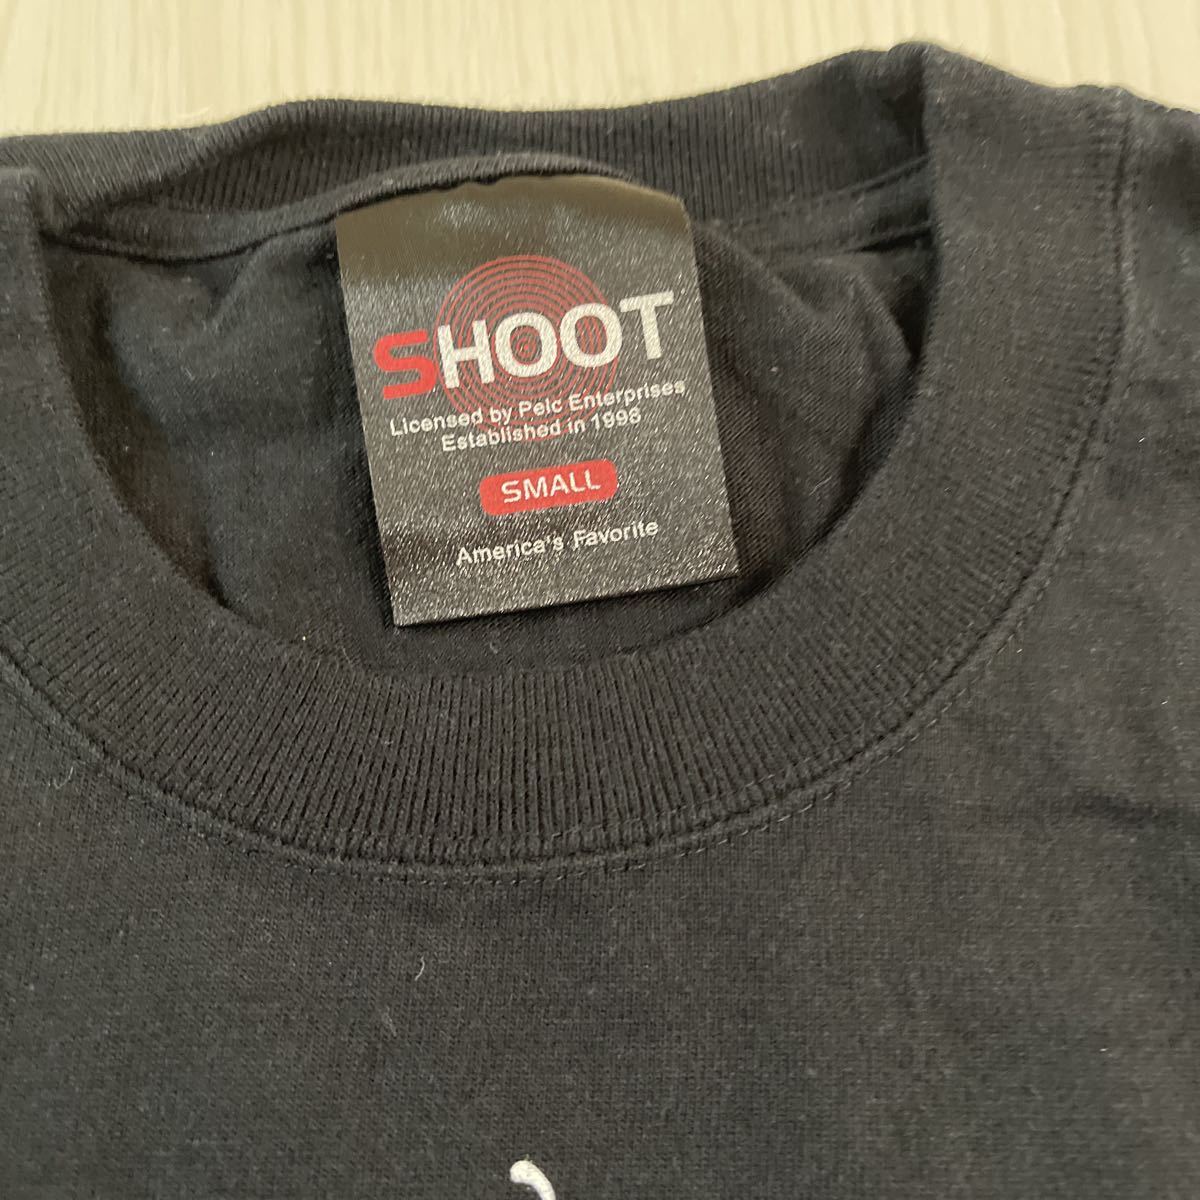 SHOOT
Licensed by Pelc Enterprises
Established in 1998
SMALL
America's Favorite